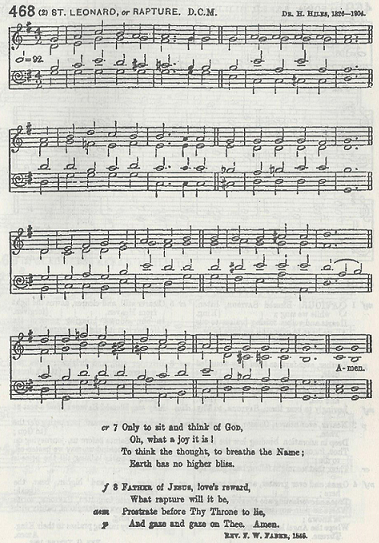 468 (2) ST. LEONARD, or RAPTURE. D.C.M. DR. H. HILES, 1826–1904.
=92
A-men.
cr 7 Only to sit and think of GOD,
Oh, what a joy it is!
To think the thought, to breathe the Name;
Earth has no higher bliss.
f 8 FATHER of JESUS, love's reward,
What rapture will it be,
Prostrate before Thy Throne to lie,
p And gaze and gaze on Thee. Amen.
REV. F. W. FABER, 1849.